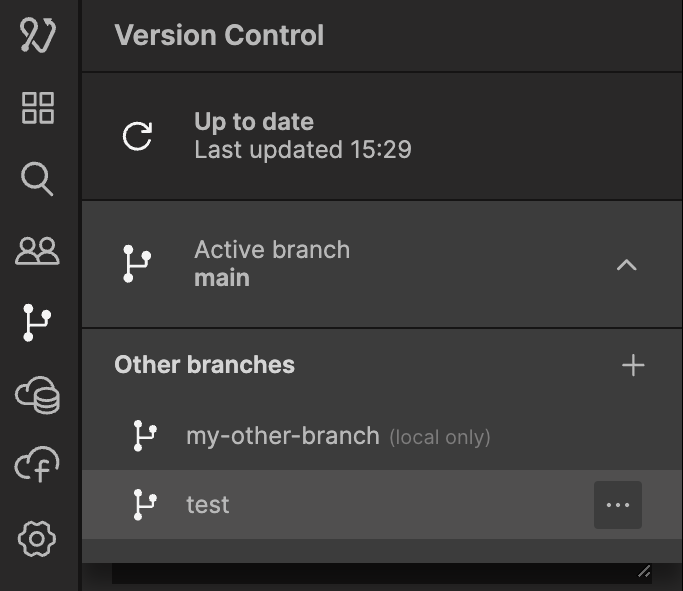 Version Control
Up to date
Last updated 15:29
Active branch
main
Other branches
my-other-branch (local only)
test